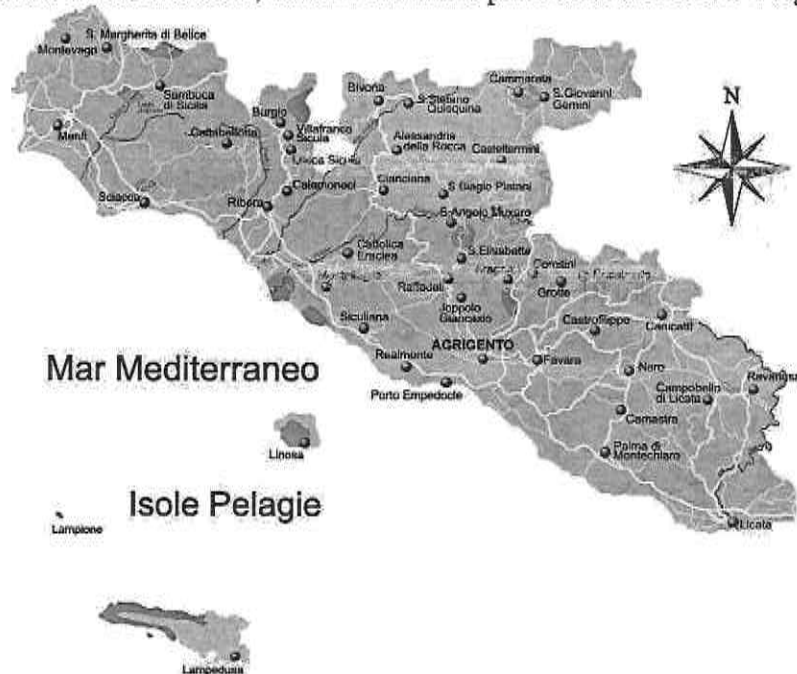 S. Margherita di Belice
Montevago
Sambuca
di Sicilia
Menfi
Burgio
Villafranca
Sicula
Caltabellotta
Lucca Sicula
Calamonaci
Sciacca
Ribera
Bivona
S. Stefano
Quisquina
Cammarata
S. Giovanni
Gemini
Alessandria
della Rocca
Casteltermini
Cianciana
S. Biagio Platani
S. Angelo Muxaro
Cattolica
Eraclea
S. Elisabetta
Raffadali
Comitini
Grotte
Joppolo
Giancaxio
Siculiana
Castrofilippo
Canicattì
AGRIGENTO
Realmonte
Favara
Naro
Porto Empedocle
Campobello
di Licata
Ravanusa
Camastra
Palma di
Montechiaro
Licata
N
Mar Mediterraneo
Linosa
Isole Pelagie
Lampione
Lampedusa